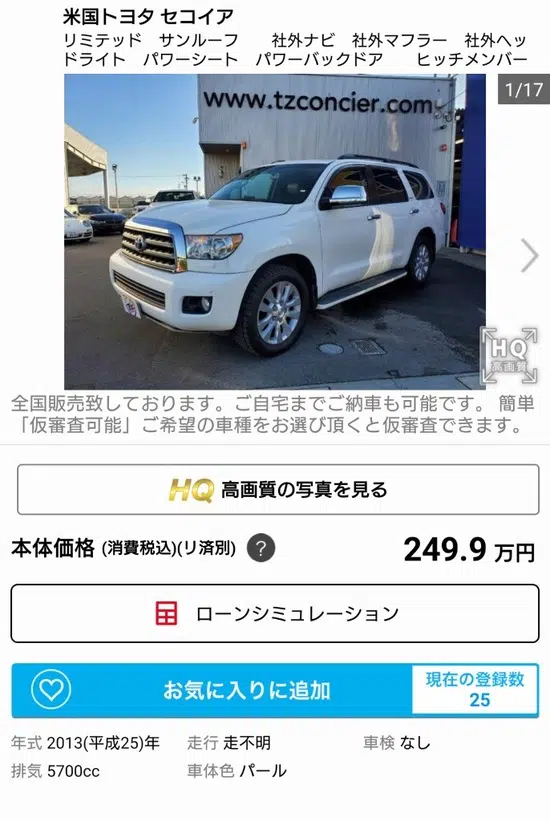 米国トヨタ セコイア
リミテッド　サンルーフ　　社外ナビ　社外マフラー　社外ヘッ
ドライト　パワーシート　パワーバックドア　　ヒッチメンバー
1/17
www.tzconcier.com
HQ
高画質
全国販売致しております。ご自宅までご納車も可能です。 簡単
「仮審査可能」ご希望の車種をお選び頂くと仮審査できます。
HQ 高画質の写真を見る
本体価格 (消費税込)(リ済別) ? 249.9 万円
ローンシミュレーション
お気に入りに追加 現在の登録数
25
年式 2013(平成25)年 走行 走不明 車検 なし
排気 5700cc 車体色 パール